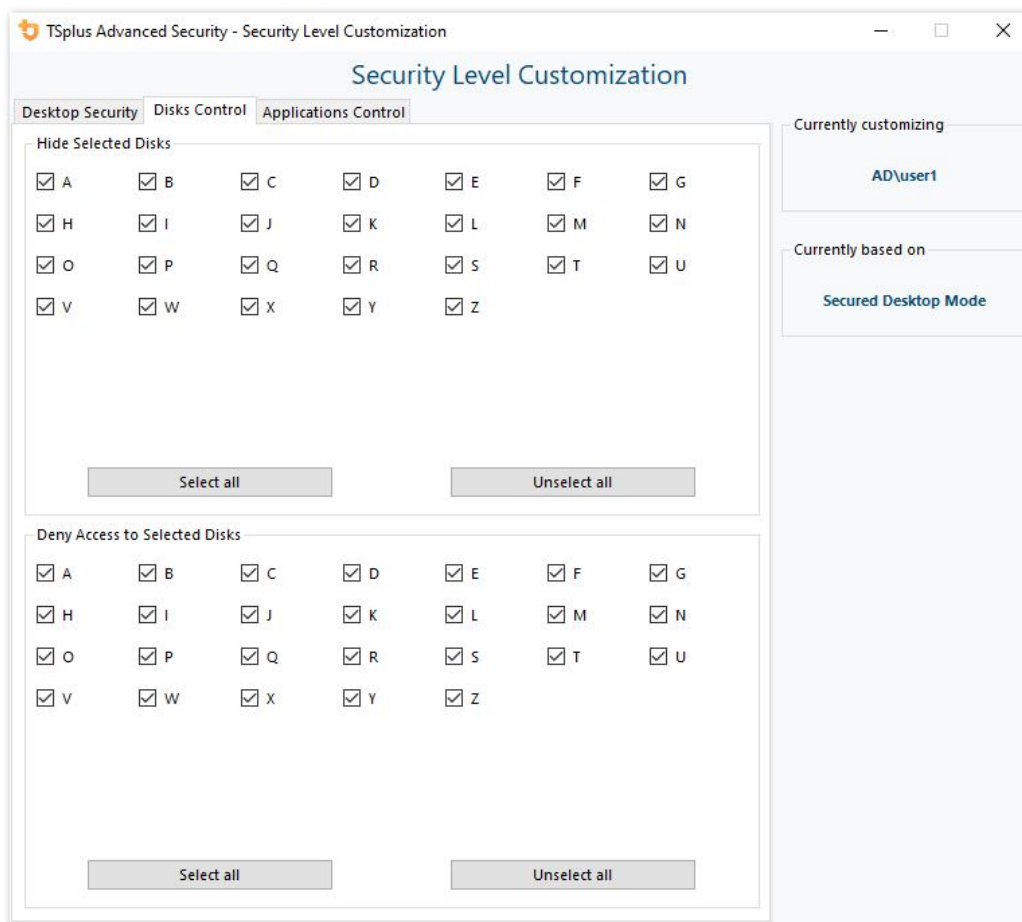 TSplus Advanced Security - Security Level Customization
Security Level Customization
Desktop Security Disks Control Applications Control
Hide Selected Disks
A B C D E F G
H I J K L M N
O P Q R S T U
V W X Y Z
Select all Unselect all
Deny Access to Selected Disks
A B C D E F G
H I J K L M N
O P Q R S T U
V W X Y Z
Select all Unselect all
Currently customizing
AD\user1
Currently based on
Secured Desktop Mode